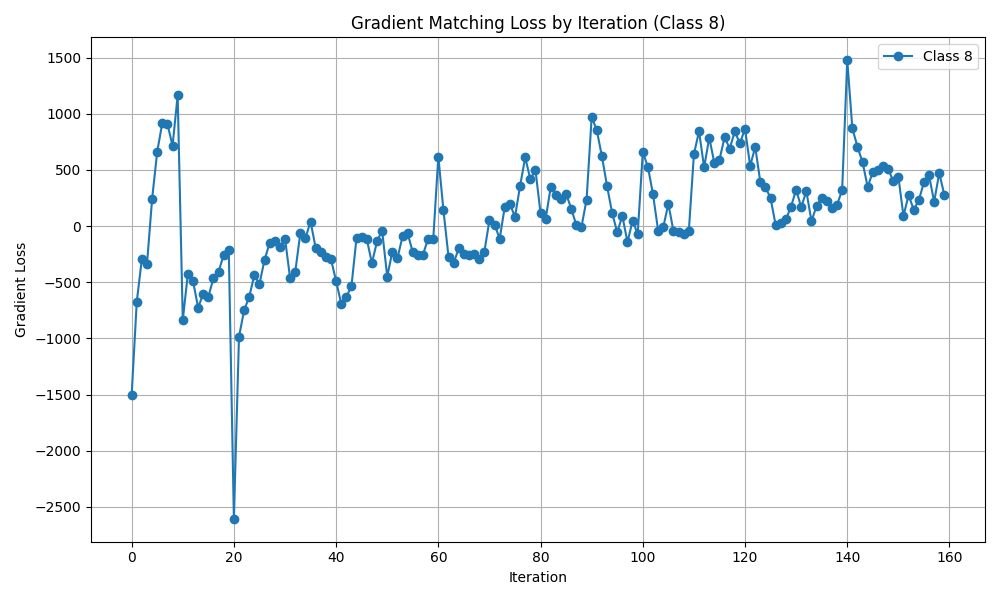 Gradient Matching Loss by Iteration (Class 8)
Class 8
1500
1000
500
0
−500
−1000
−1500
−2000
−2500
Gradient Loss
0 20 40 60 80 100 120 140 160
Iteration